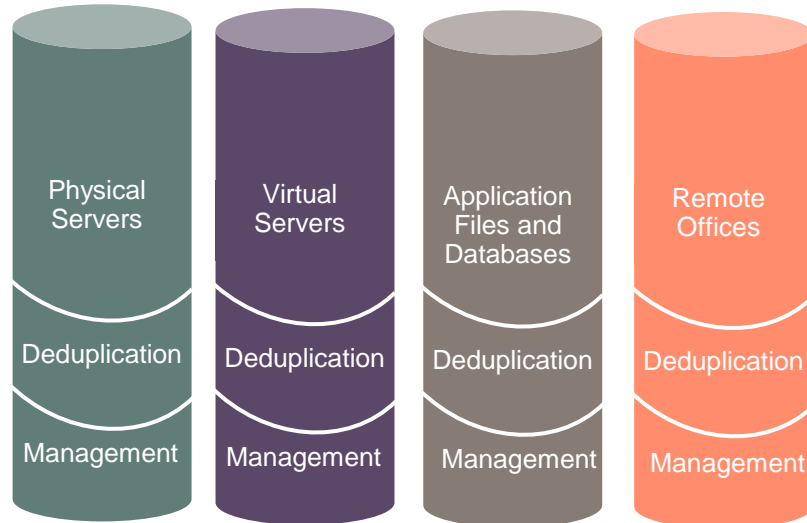 Physical
Servers
Deduplication
Management
Virtual
Servers
Deduplication
Management
Application
Files and
Databases
Deduplication
Management
Remote
Offices
Deduplication
Management